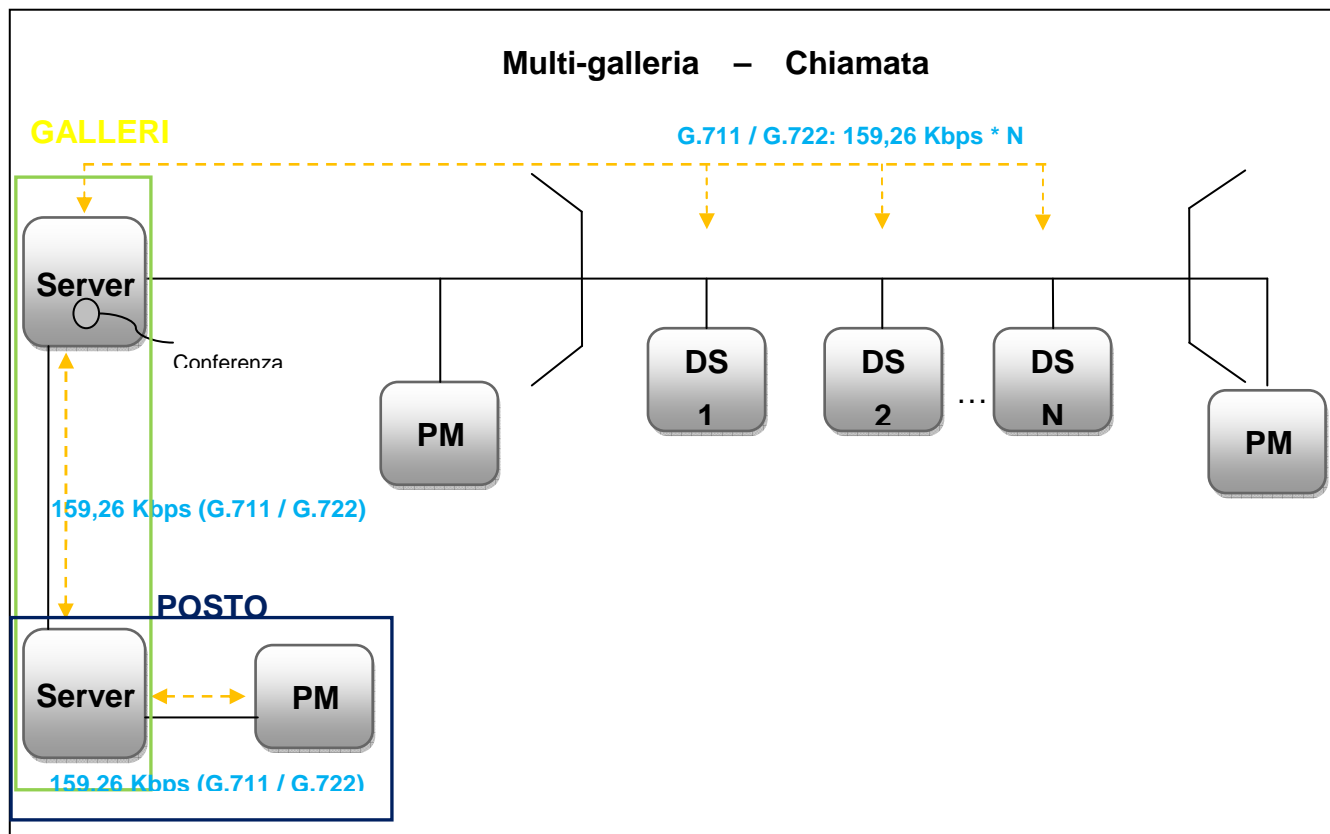 Multi-galleria – Chiamata
GALLERI
G.711 / G.722: 159,26 Kbps * N
Server
Conferenza
DS
1
DS
2
...
DS
N
PM
PM
159,26 Kbps (G.711 / G.722)
POSTO
Server
PM
159,26 Kbps (G.711 / G.722)